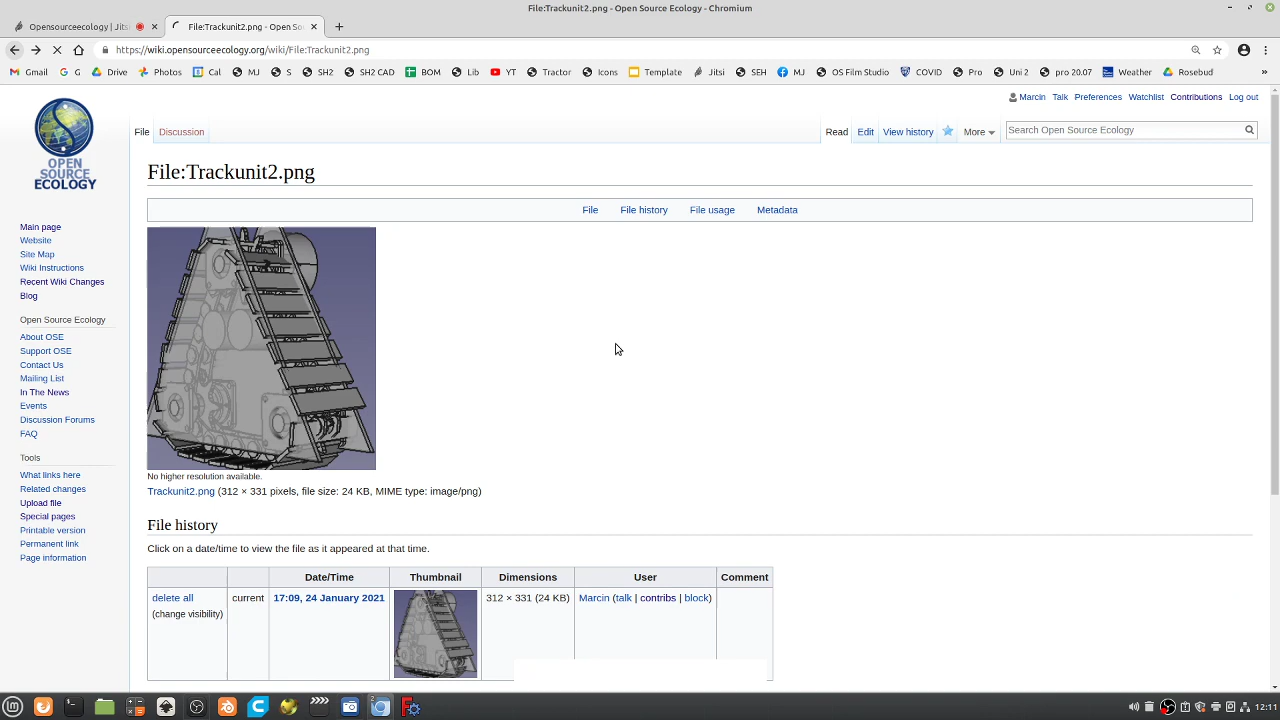 File:Trackunit2.png - Open Source Ecology - Chromium
Opensourceecology | Jitsi
File:Trackunit2.png - Open Sou
https://wiki.opensourceecology.org/wiki/File:Trackunit2.png
Gmail G Drive Photos Cal MJ S SH2 SH2 CAD BOM Lib YT Tractor Icons Template Jitsi SEH MJ OS Film Studio COVID Pro Uni 2 pro 20.07 Weather Rosebud »
Marcin Talk Preferences Watchlist Contributions Log out
File Discussion Read Edit View history More Search Open Source Ecology
OPEN
SOURCE
ECOLOGY
File:Trackunit2.png
File File history File usage Metadata
Main page
Website
Site Map
Wiki Instructions
Recent Wiki Changes
Blog
Open Source Ecology
About OSE
Support OSE
Contact Us
Mailing List
In The News
Events
Discussion Forums
FAQ
Tools
What links here
Related changes
Upload file
Special pages
Printable version
Permanent link
Page information
No higher resolution available.
Trackunit2.png (312 × 331 pixels, file size: 24 KB, MIME type: image/png)
File history
Click on a date/time to view the file as it appeared at that time.
Date/Time Thumbnail Dimensions User Comment
delete all current 17:09, 24 January 2021 312 × 331 (24 KB) Marcin (talk | contribs | block)
(change visibility)
12:11